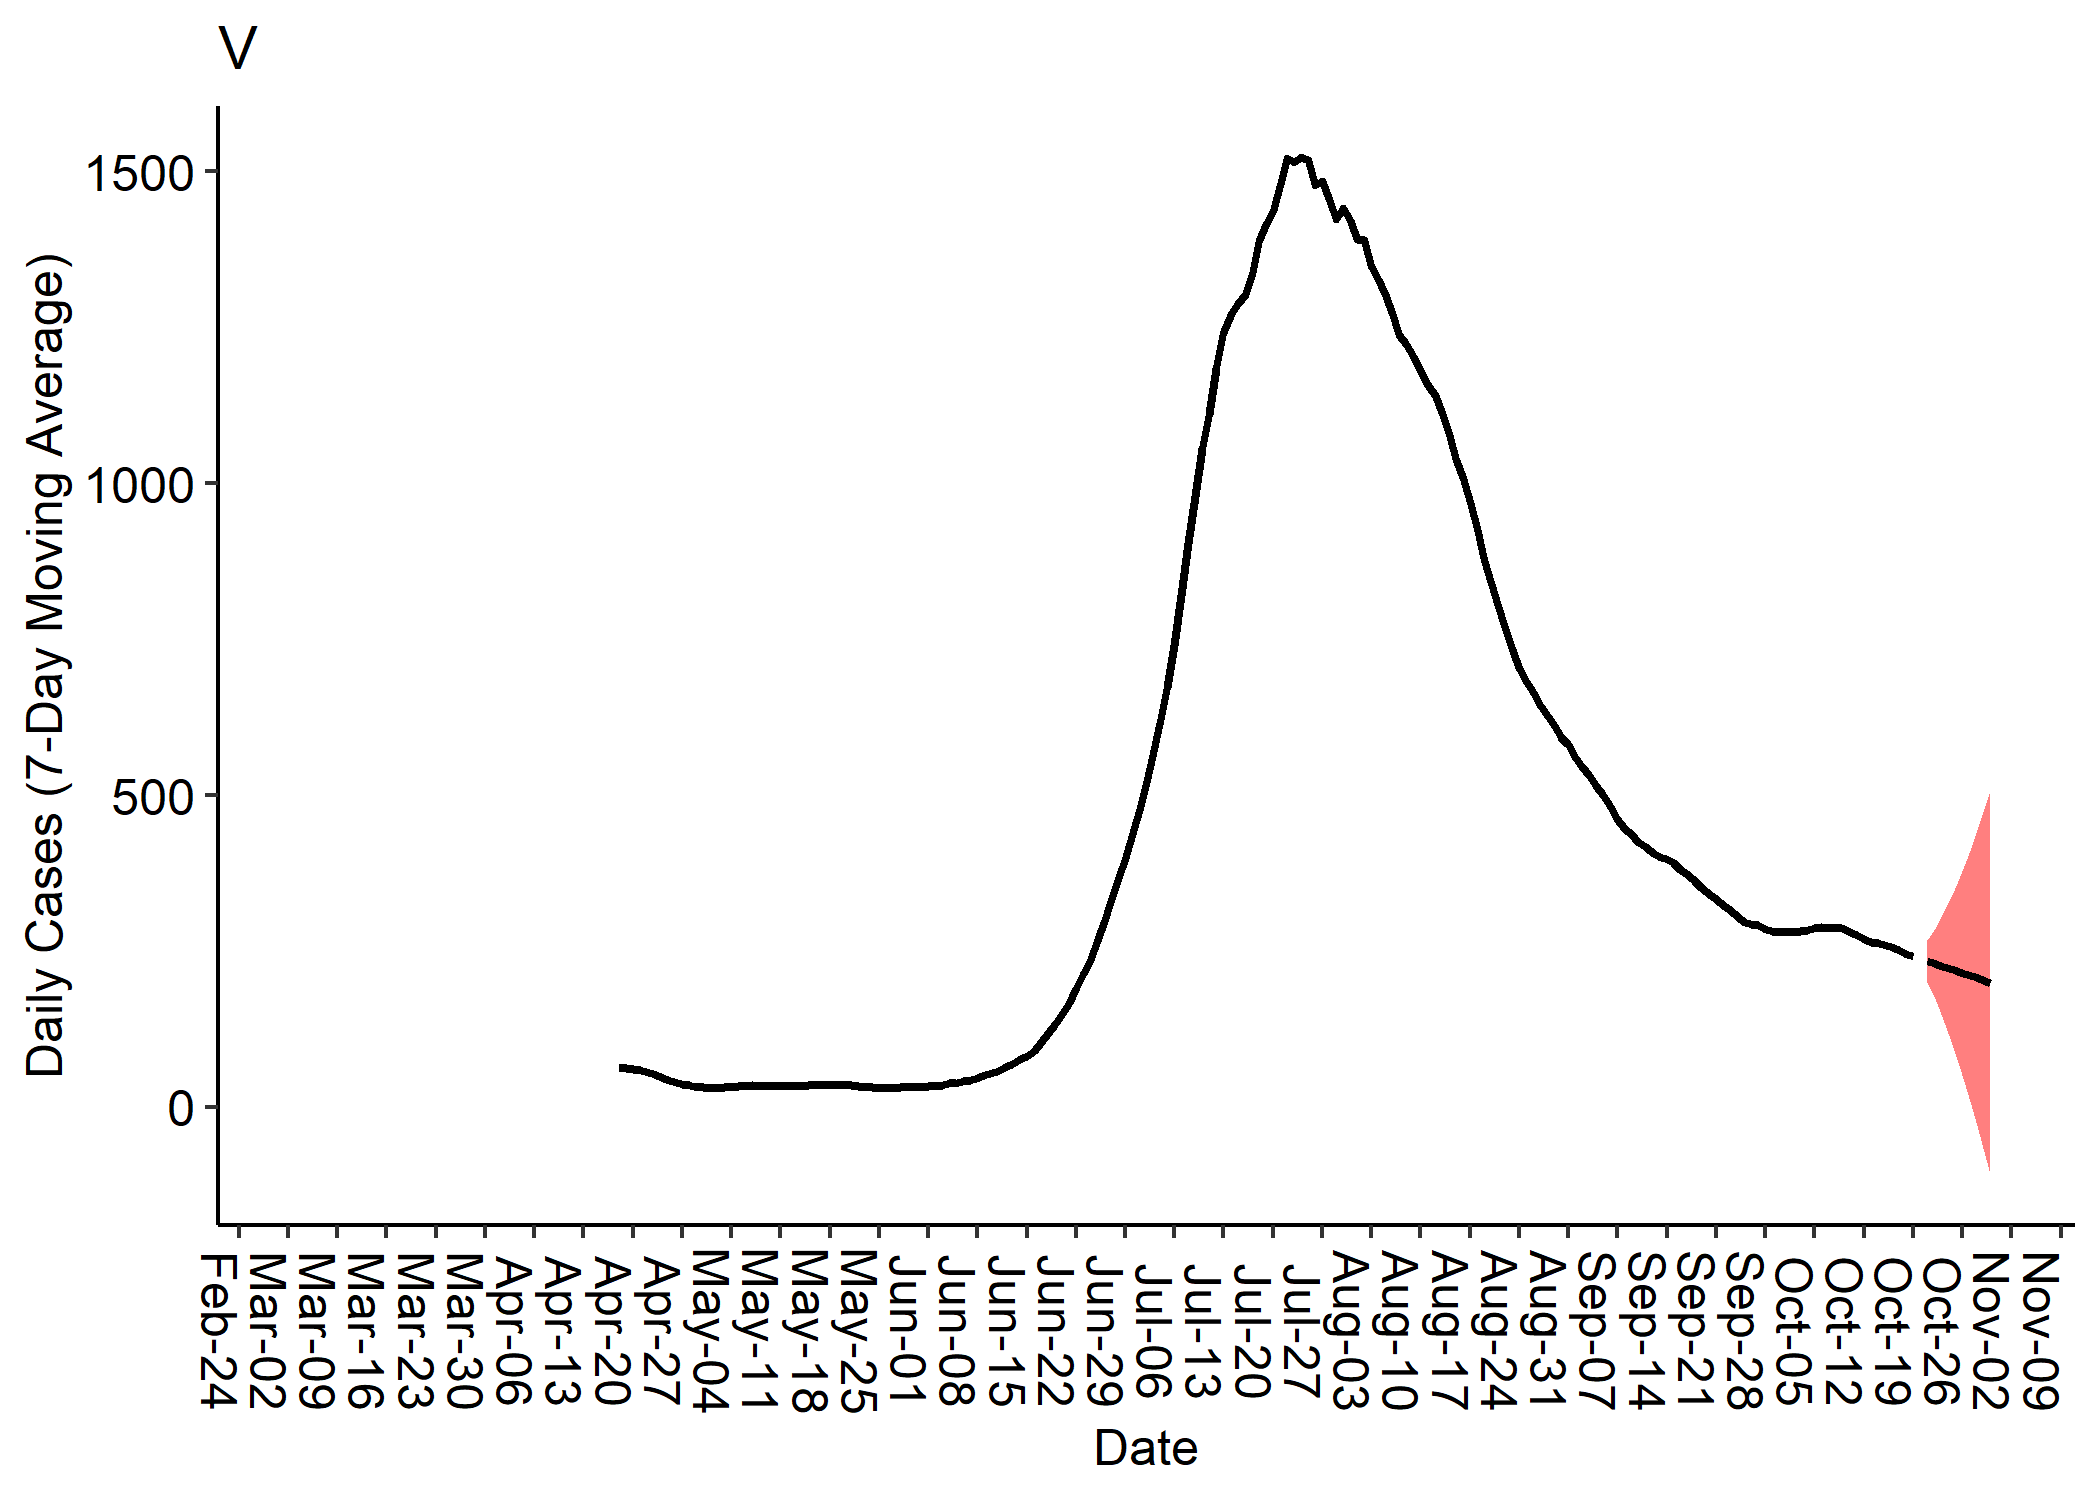 V
Daily Cases (7-Day Moving Average)
1500
1000
500
0
Feb-24
Mar-02
Mar-09
Mar-16
Mar-23
Mar-30
Apr-06
Apr-13
Apr-20
Apr-27
May-04
May-11
May-18
May-25
Jun-01
Jun-08
Jun-15
Jun-22
Jun-29
Jul-06
Jul-13
Jul-20
Jul-27
Aug-03
Aug-10
Aug-17
Aug-24
Aug-31
Sep-07
Sep-14
Sep-21
Sep-28
Oct-05
Oct-12
Oct-19
Oct-26
Nov-02
Nov-09
Date